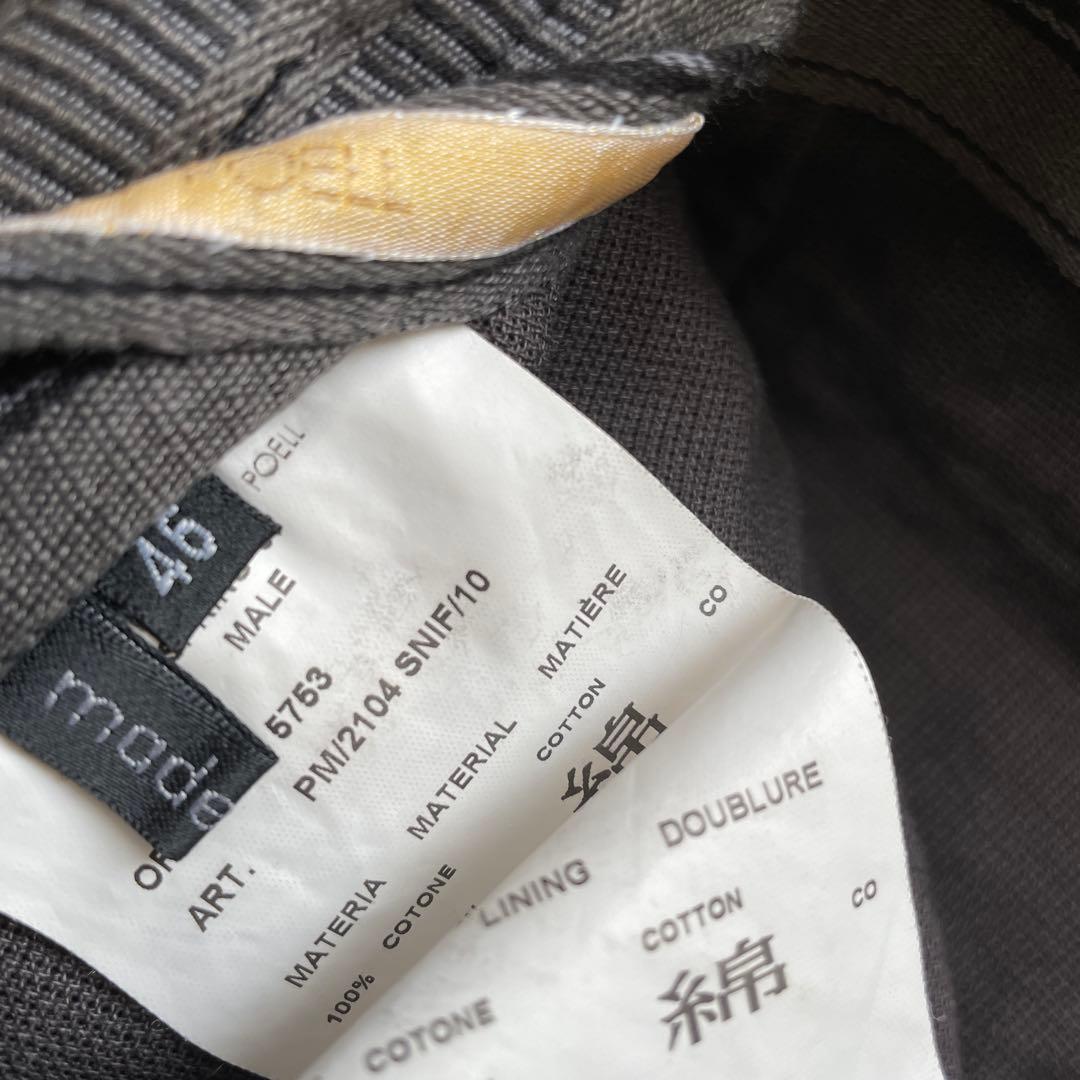 POELL
46
MALE
made
OR 5753
ART. PM/2104 SNIF/10
MATERIA MATERIAL MATIÈRE
100% COTONE COTTON 綿 CO
LINING DOUBLURE
COTONE COTTON 綿 CO